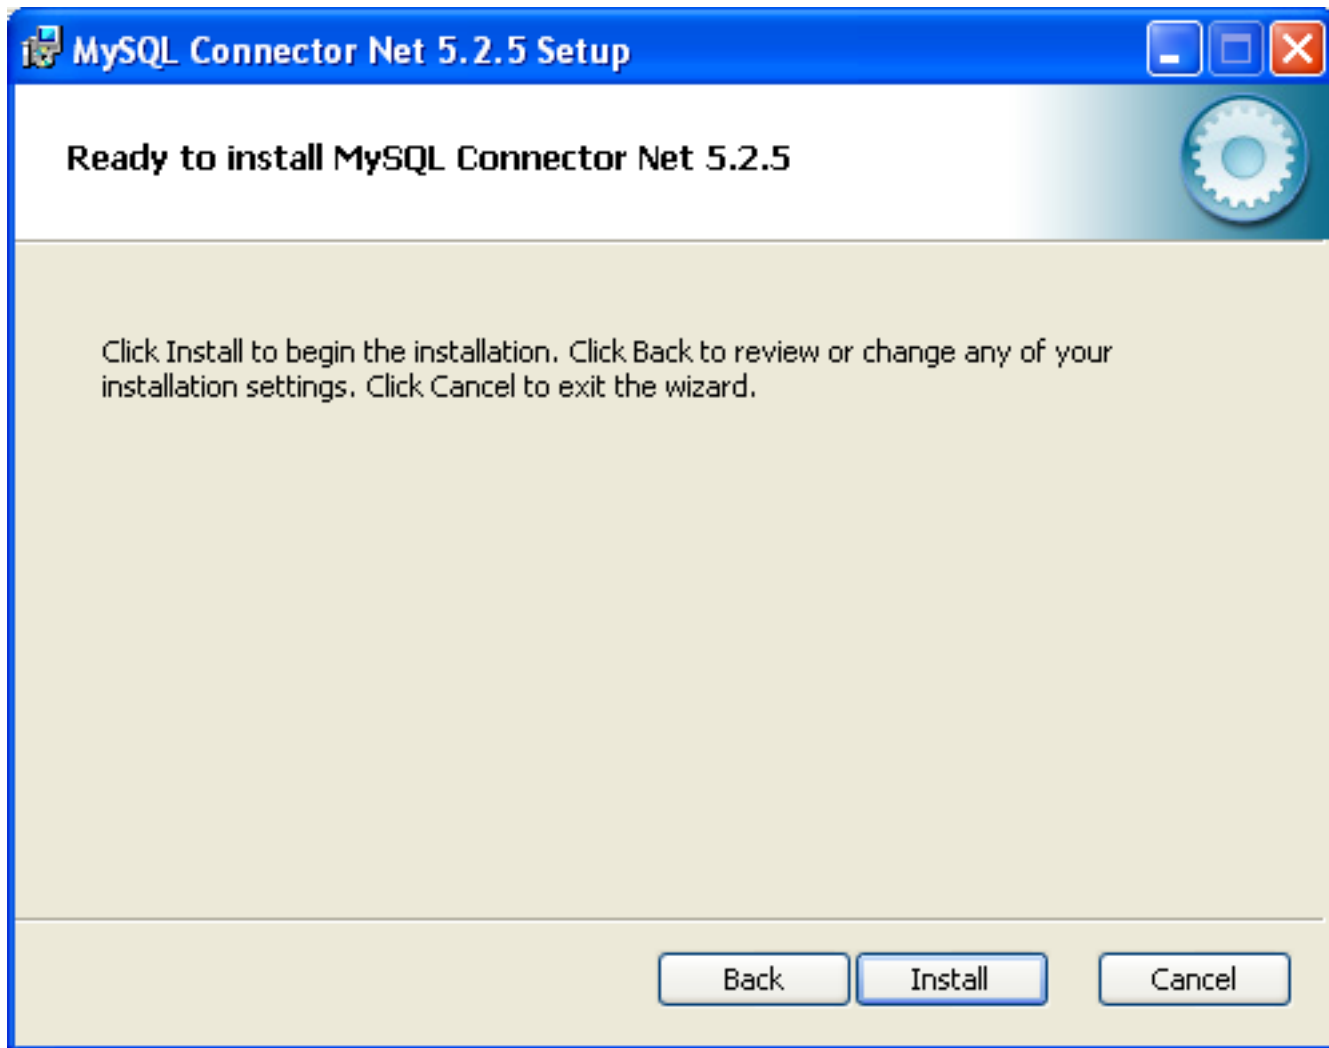 MySQL Connector Net 5.2.5 Setup
Ready to install MySQL Connector Net 5.2.5
Click Install to begin the installation. Click Back to review or change any of your
installation settings. Click Cancel to exit the wizard.
Back Install Cancel